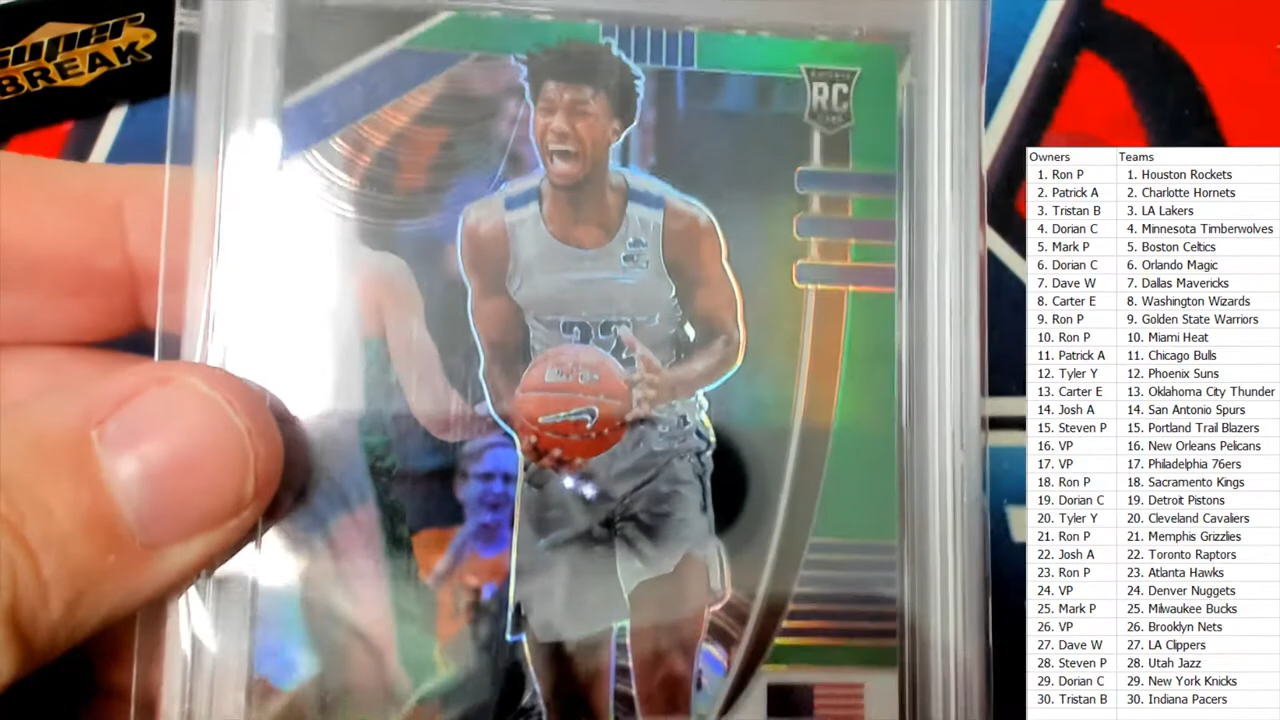 SUPER
BREAK
RC
Owners Teams
1. Ron P 1. Houston Rockets
2. Patrick A 2. Charlotte Hornets
3. Tristan B 3. LA Lakers
4. Dorian C 4. Minnesota Timberwolves
5. Mark P 5. Boston Celtics
6. Dorian C 6. Orlando Magic
7. Dave W 7. Dallas Mavericks
8. Carter E 8. Washington Wizards
9. Ron P 9. Golden State Warriors
10. Ron P 10. Miami Heat
11. Patrick A 11. Chicago Bulls
12. Tyler Y 12. Phoenix Suns
13. Carter E 13. Oklahoma City Thunder
14. Josh A 14. San Antonio Spurs
15. Steven P 15. Portland Trail Blazers
16. VP 16. New Orleans Pelicans
17. VP 17. Philadelphia 76ers
18. Ron P 18. Sacramento Kings
19. Dorian C 19. Detroit Pistons
20. Tyler Y 20. Cleveland Cavaliers
21. Ron P 21. Memphis Grizzlies
22. Josh A 22. Toronto Raptors
23. Ron P 23. Atlanta Hawks
24. VP 24. Denver Nuggets
25. Mark P 25. Milwaukee Bucks
26. VP 26. Brooklyn Nets
27. Dave W 27. LA Clippers
28. Steven P 28. Utah Jazz
29. Dorian C 29. New York Knicks
30. Tristan B 30. Indiana Pacers